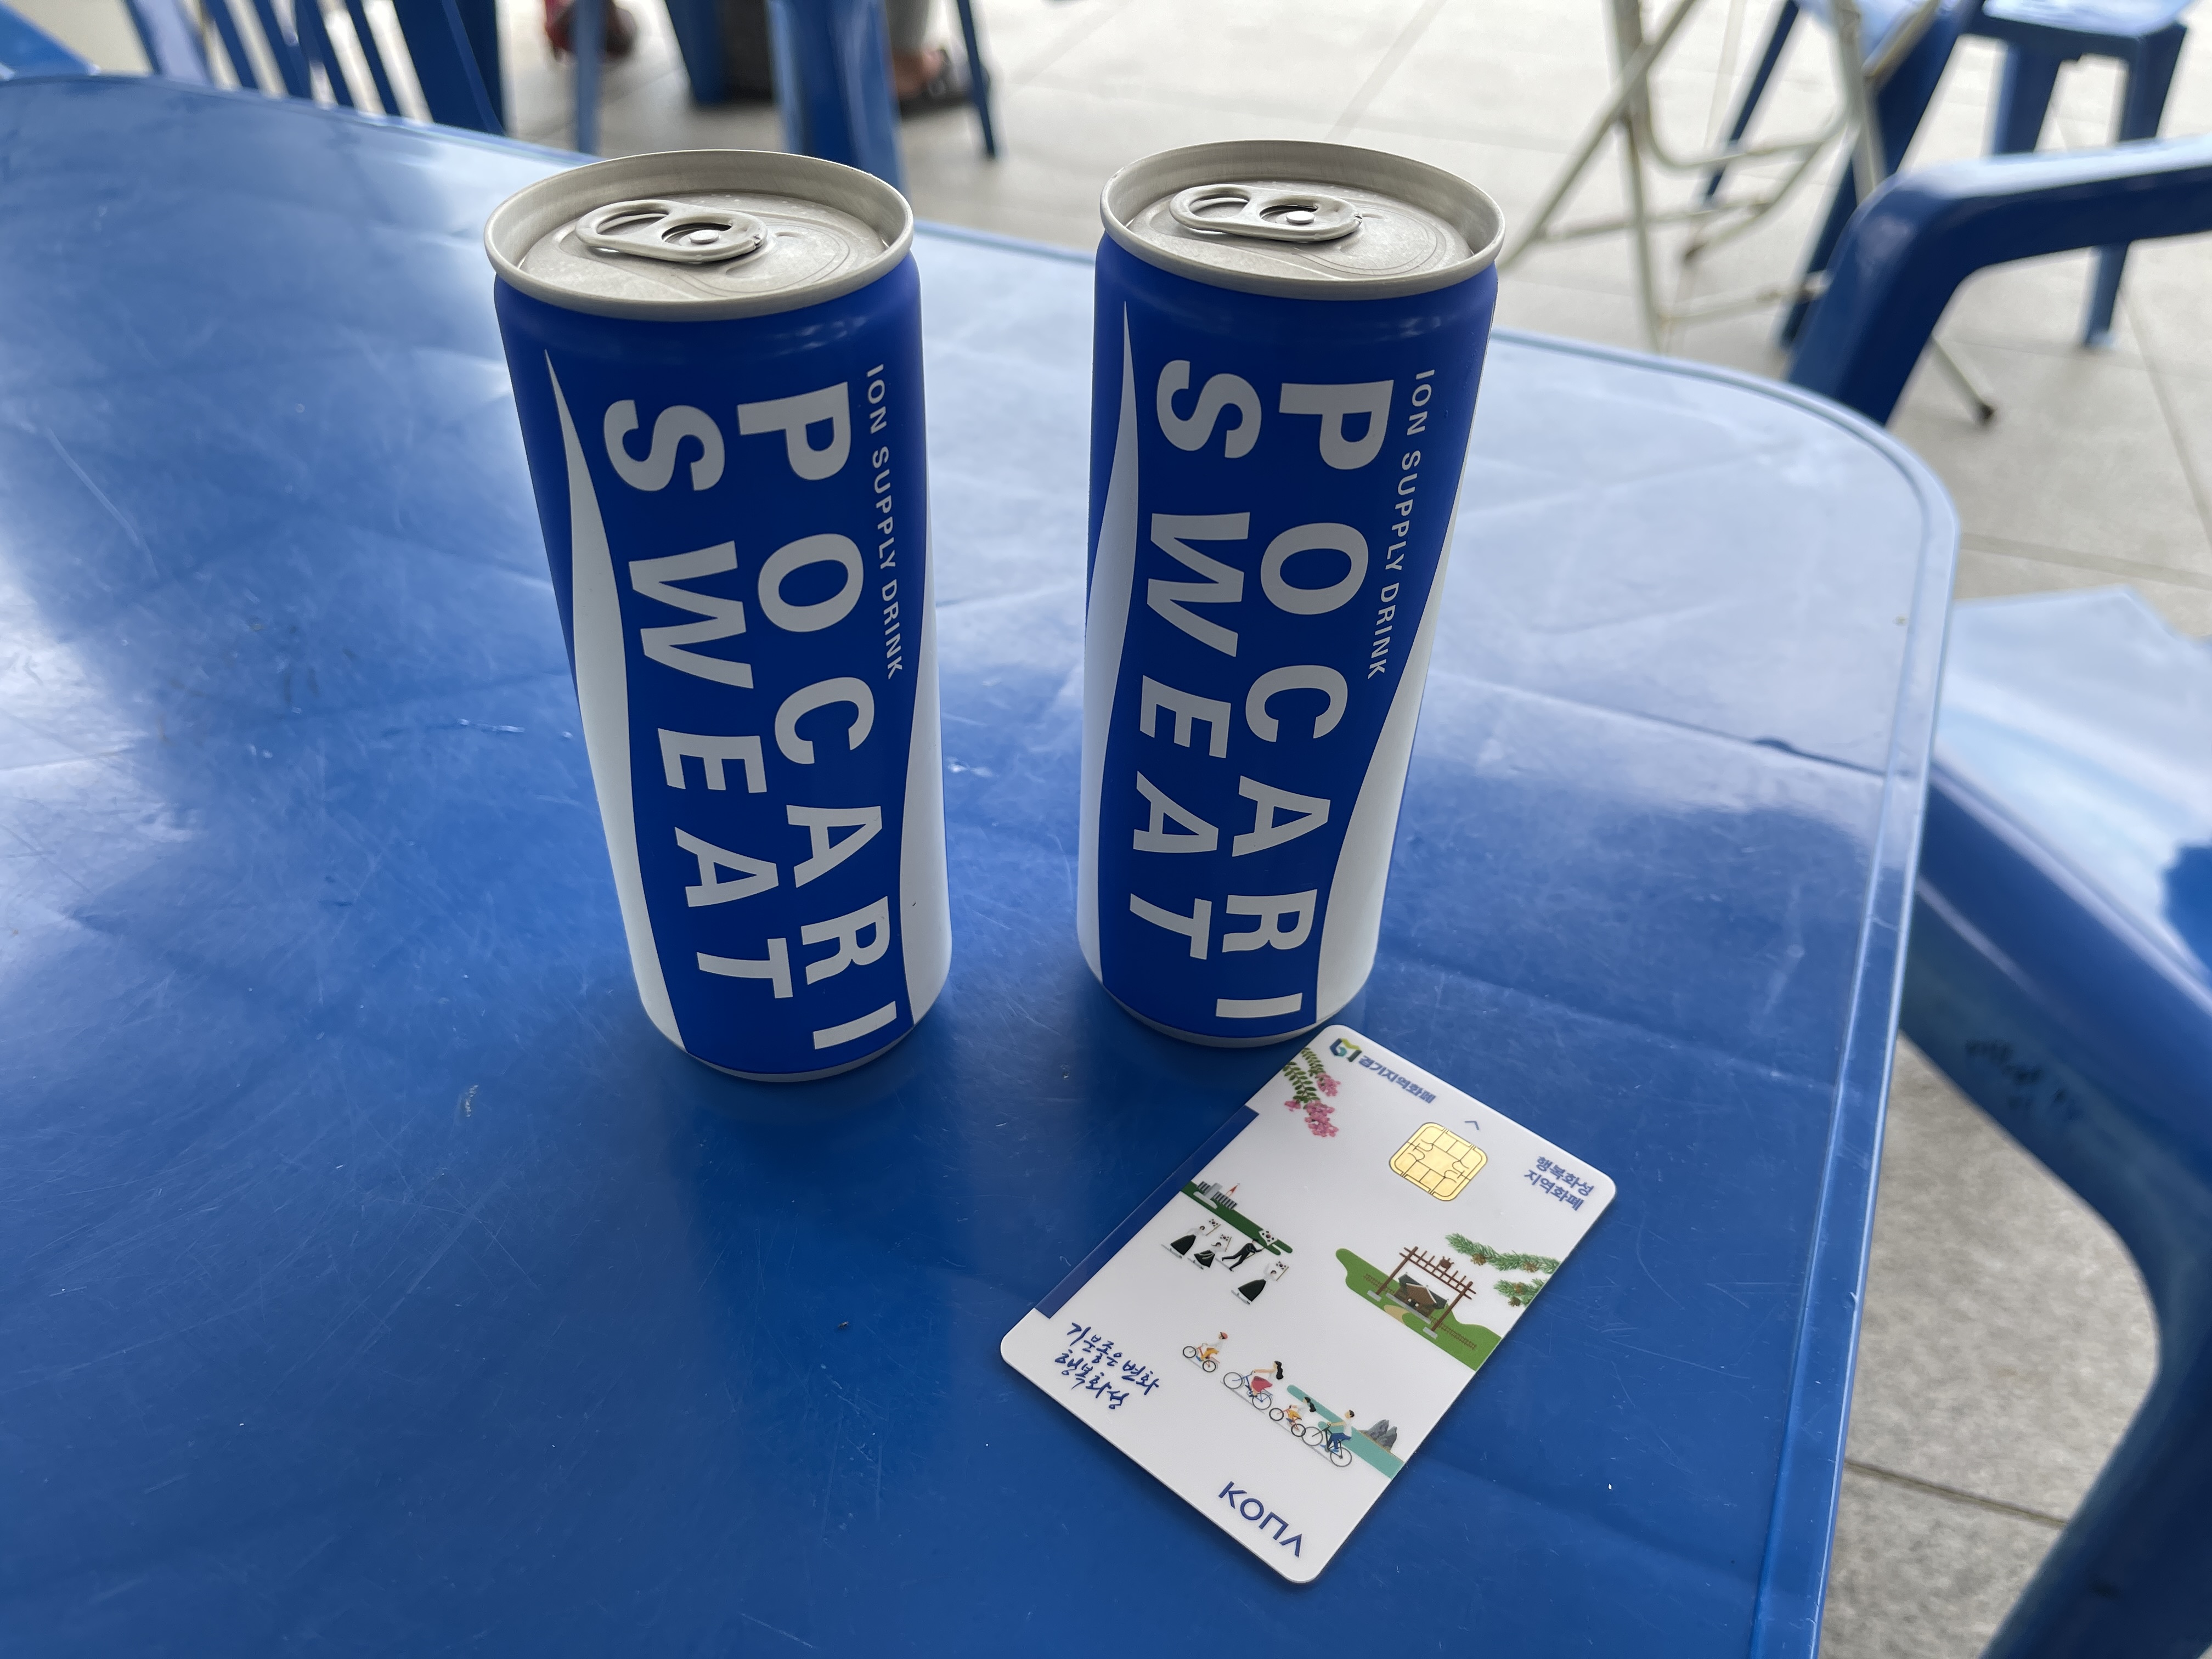 ION SUPPLY DRINK
POCARI
SWEAT
ION SUPPLY DRINK
POCARI
SWEAT
경기지역화폐
행복화성
지역화폐
기분좋은 변화
행복화성
KONA